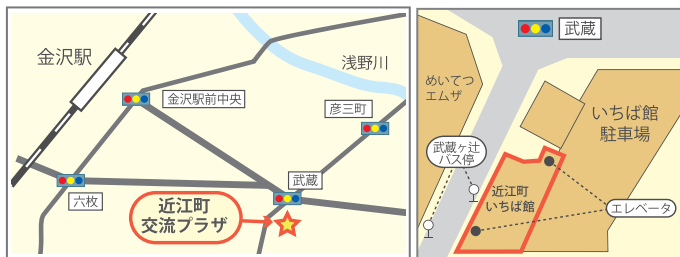 金沢駅
浅野川
金沢駅前中央
彦三町
六枚
武蔵
近江町
交流プラザ
武蔵
めいてつ
エムザ
いちば館
駐車場
武蔵ヶ辻
バス停
近江町
いちば館
エレベータ